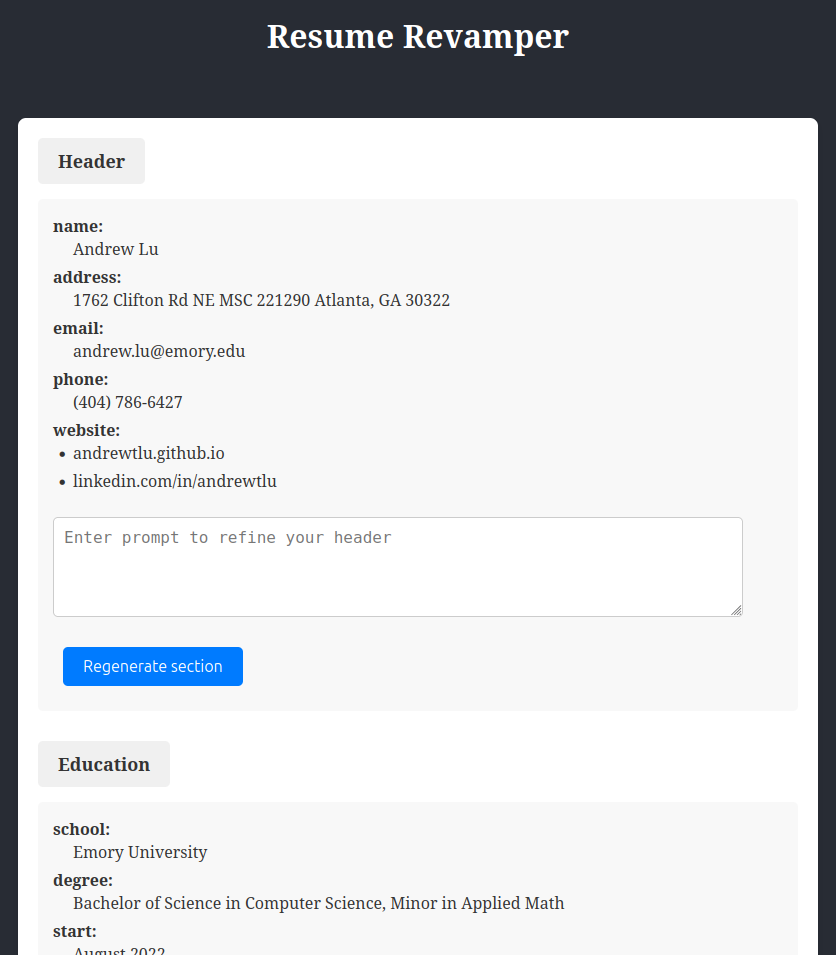 Resume Revamper
Header
name:
Andrew Lu
address:
1762 Clifton Rd NE MSC 221290 Atlanta, GA 30322
email:
andrew.lu@emory.edu
phone:
(404) 786-6427
website:
• andrewtlu.github.io
• linkedin.com/in/andrewtlu
Enter prompt to refine your header
Regenerate section
Education
school:
Emory University
degree:
Bachelor of Science in Computer Science, Minor in Applied Math
start:
August 2022